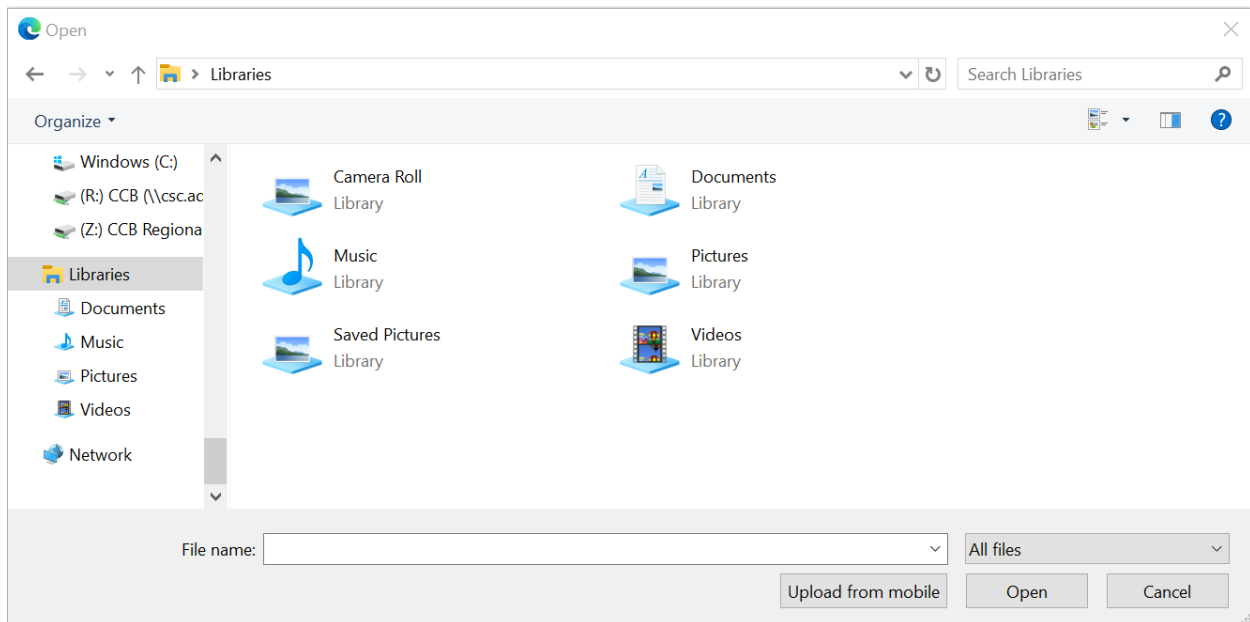 Open
Libraries
Search Libraries
Organize
Windows (C:)
(R:) CCB (\\csc.ad
(Z:) CCB Regiona
Libraries
Documents
Music
Pictures
Videos
Network
Camera Roll
Library
Documents
Library
Music
Library
Pictures
Library
Saved Pictures
Library
Videos
Library
File name:
All files
Upload from mobile
Open
Cancel